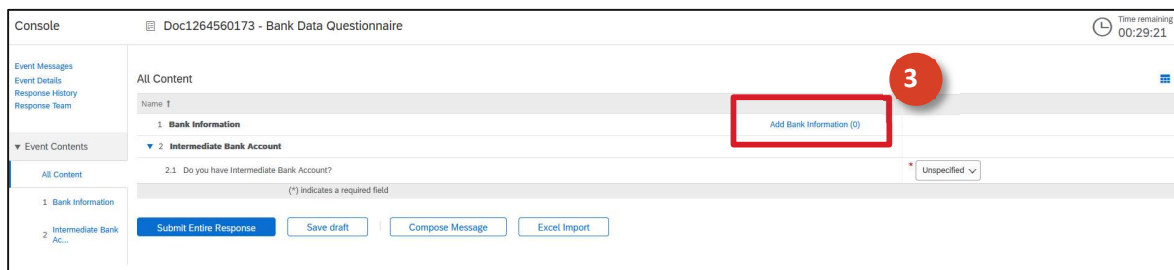 Console
Doc1264560173 - Bank Data Questionnaire
Time remaining
00:29:21
Event Messages
Event Details
Response History
Response Team
All Content
3
Name ↑
1 Bank Information
Add Bank Information (0)
▼ Event Contents
▼ 2 Intermediate Bank Account
All Content
2.1 Do you have Intermediate Bank Account?
* Unspecified
(*) indicates a required field
1 Bank Information
2 Intermediate Bank
Ac...
Submit Entire Response
Save draft
Compose Message
Excel Import